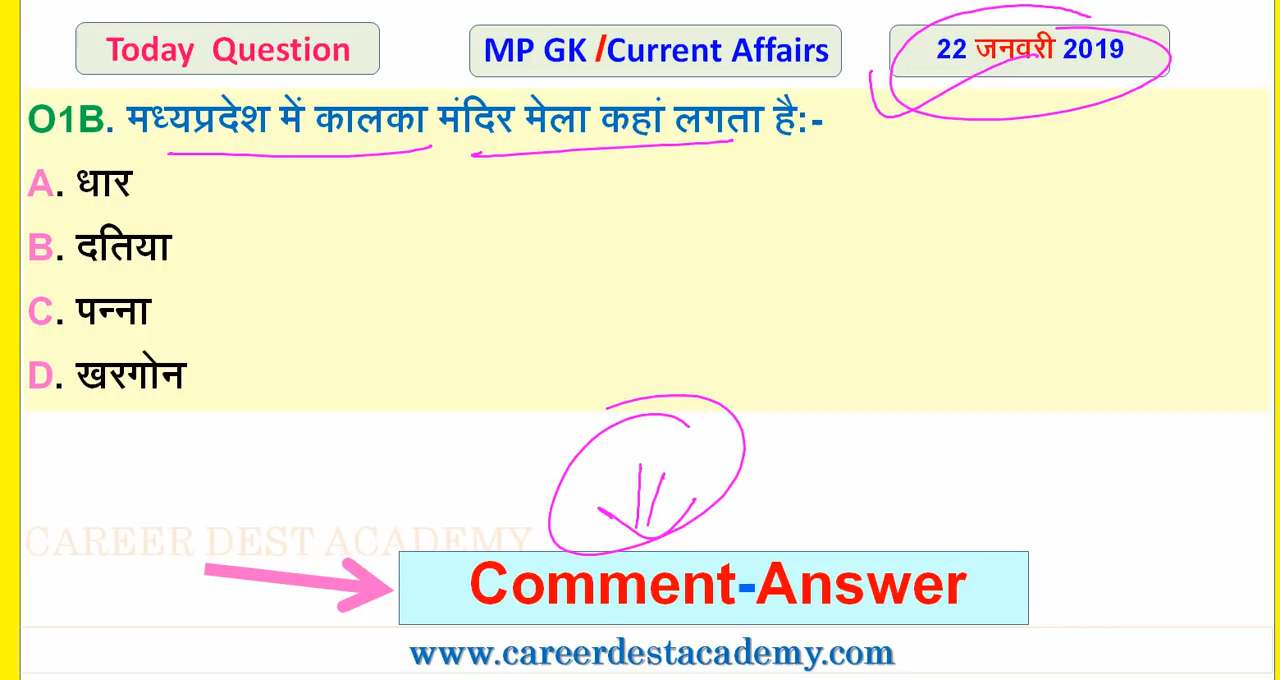 Today Question
MP GK /Current Affairs
22 जनवरी 2019
O1B. मध्यप्रदेश में कालका मंदिर मेला कहां लगता है:-
A. धार
B. दतिया
C. पन्ना
D. खरगोन
CAREER DEST ACADEMY
Comment-Answer
www.careerdestacademy.com